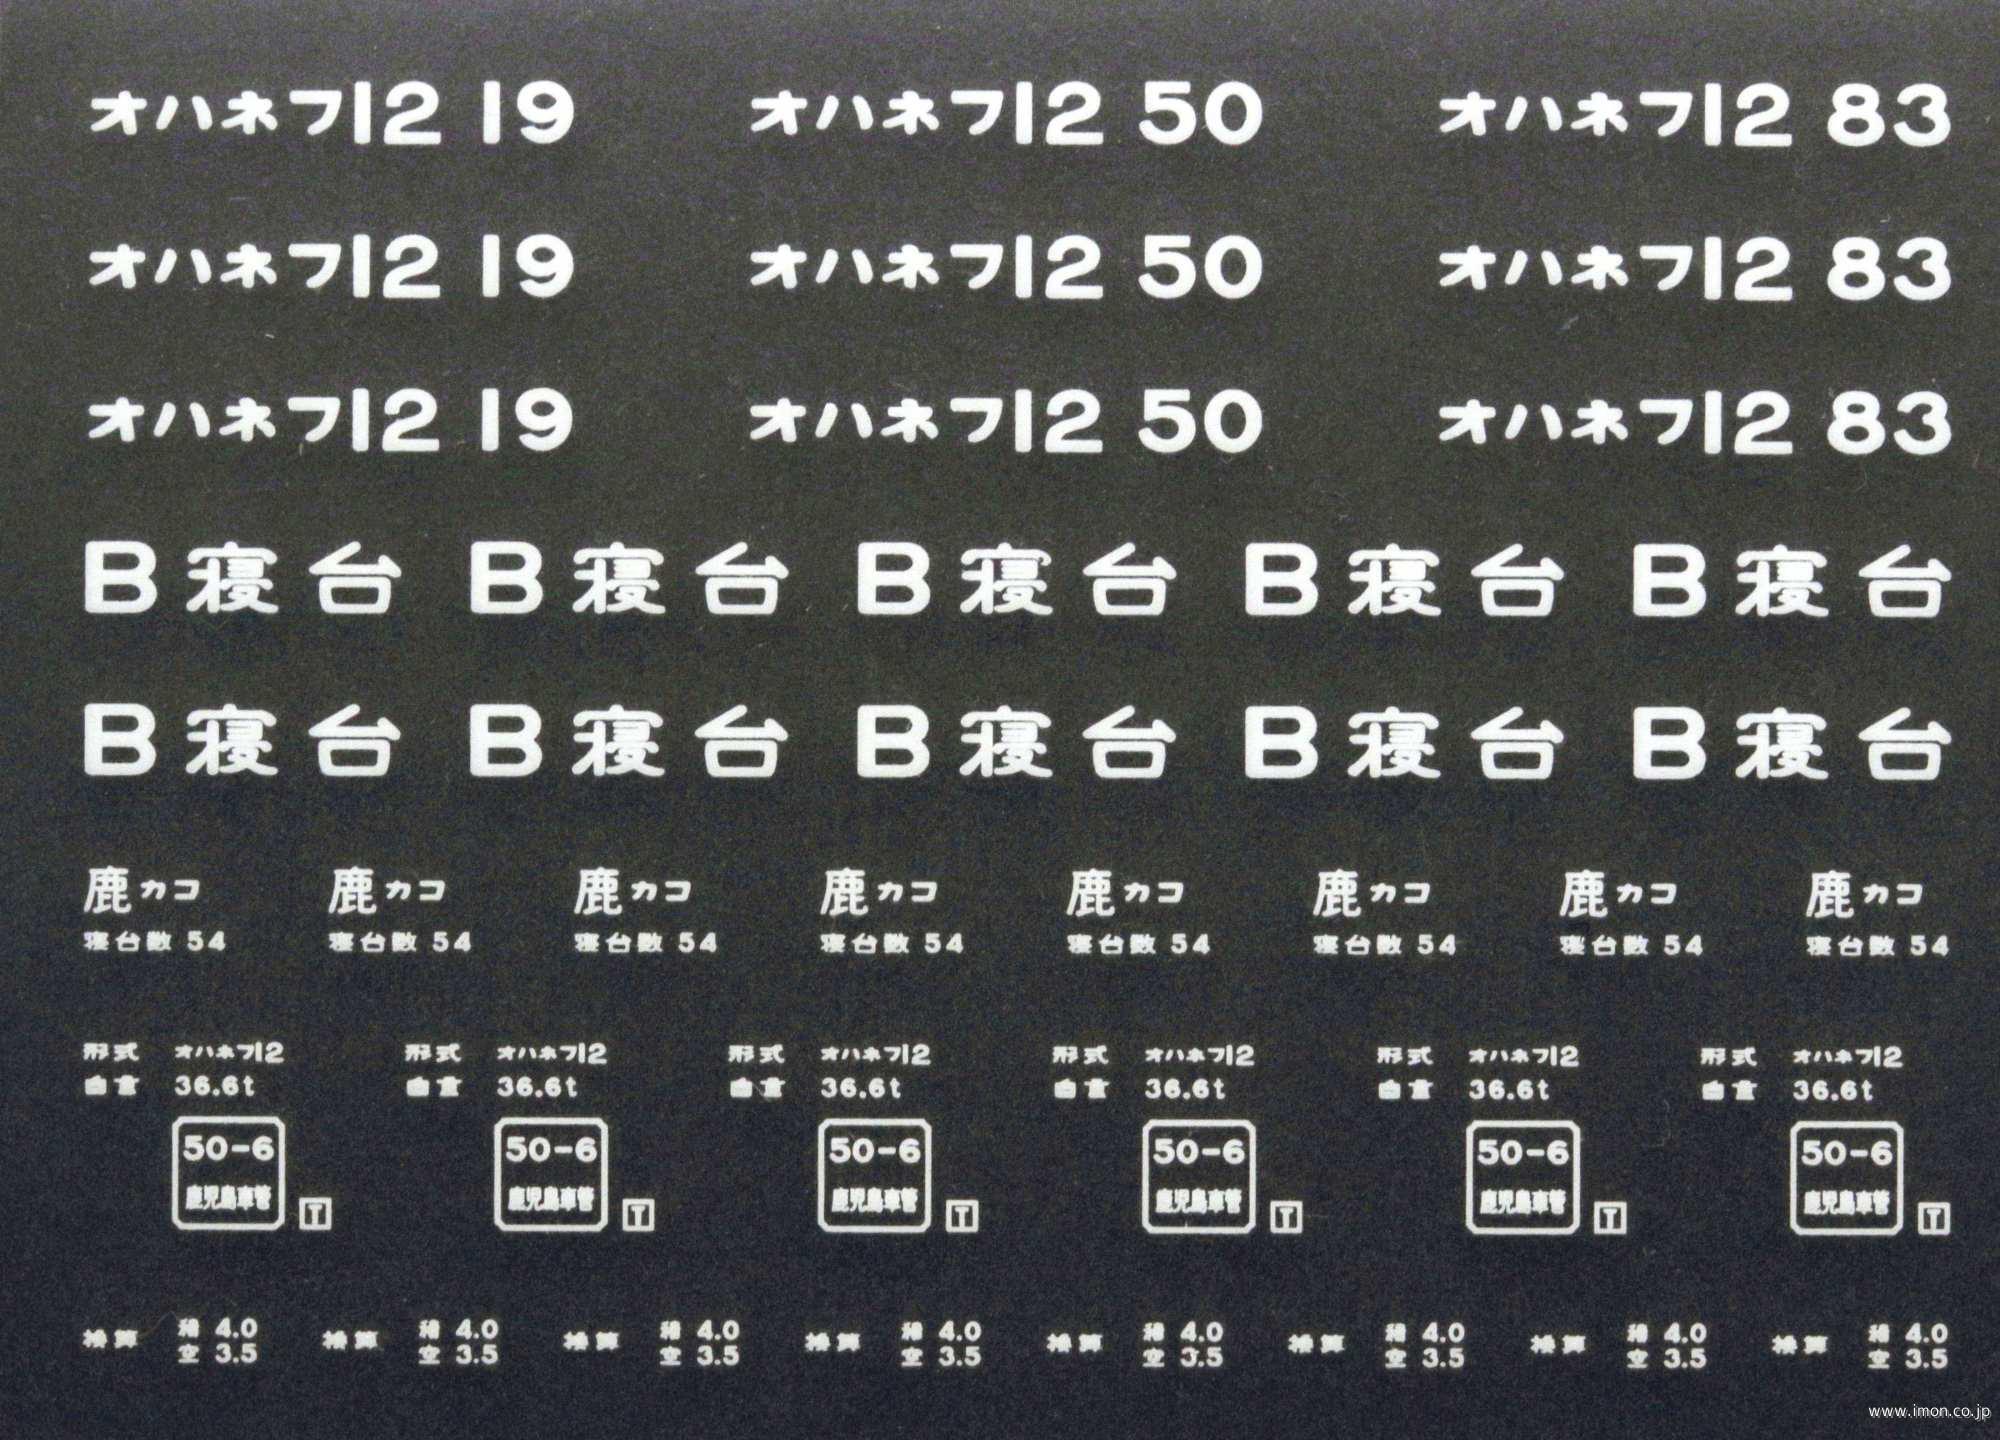 オハネフ12 19 オハネフ12 50 オハネフ12 83
オハネフ12 19 オハネフ12 50 オハネフ12 83
オハネフ12 19 オハネフ12 50 オハネフ12 83
B寝台 B寝台 B寝台 B寝台 B寝台
B寝台 B寝台 B寝台 B寝台 B寝台
鹿カコ 鹿カコ 鹿カコ 鹿カコ 鹿カコ 鹿カコ 鹿カコ 鹿カコ
寝台数 54 寝台数 54 寝台数 54 寝台数 54 寝台数 54 寝台数 54 寝台数 54 寝台数 54
形式 オハネフ12 形式 オハネフ12 形式 オハネフ12 形式 オハネフ12 形式 オハネフ12 形式 オハネフ12
自重 36.6t 自重 36.6t 自重 36.6t 自重 36.6t 自重 36.6t 自重 36.6t
50-6 50-6 50-6 50-6 50-6 50-6
鹿児島車管 T 鹿児島車管 T 鹿児島車管 T 鹿児島車管 T 鹿児島車管 T 鹿児島車管 T
換算 積 4.0 換算 積 4.0 換算 積 4.0 換算 積 4.0 換算 積 4.0 換算 積 4.0 換算 積 4.0 換算 積 4.0
空 3.5 空 3.5 空 3.5 空 3.5 空 3.5 空 3.5 空 3.5 空 3.5
www.imon.co.jp